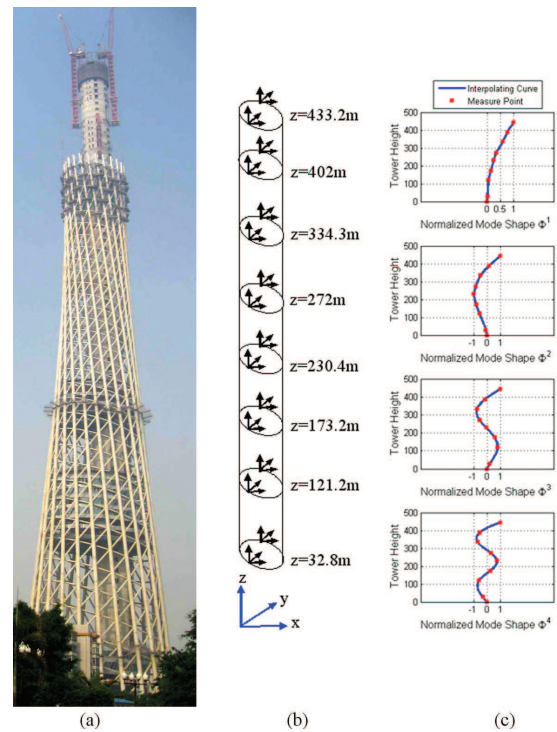 z=433.2m
z=402m
z=334.3m
z=272m
z=230.4m
z=173.2m
z=121.2m
z=32.8m
z
y
x
Interpolating Curve
Measure Point
Tower Height
500
400
300
200
100
0
0 0.5 1
Normalized Mode Shape Φ¹
Tower Height
500
400
300
200
100
0
-1 0 1
Normalized Mode Shape Φ²
Tower Height
500
400
300
200
100
0
-1 0 1
Normalized Mode Shape Φ³
Tower Height
500
400
300
200
100
0
-1 0 1
Normalized Mode Shape Φ⁴
(a) (b) (c)